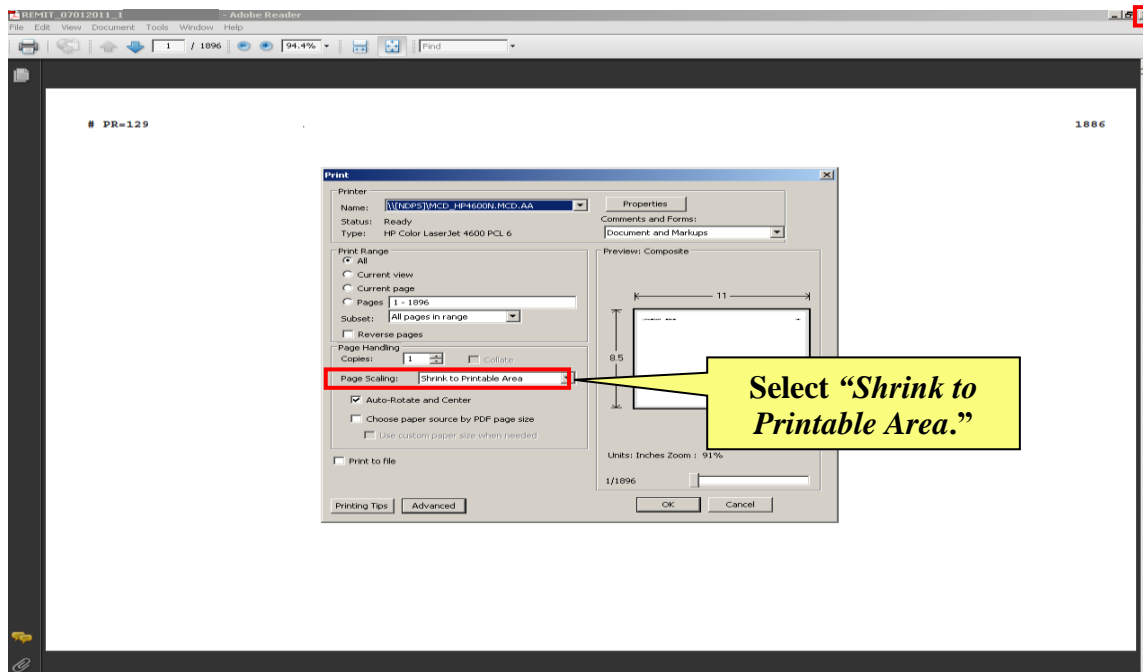 REMIT_07012011_1 - Adobe Reader
File Edit View Document Tools Window Help
1 / 1896 94.4% Find
# PR=129 1886
Print
Printer
Name: \\[NDPS]\MCD_HP4600N.MCD.AA Properties
Status: Ready Comments and Forms:
Type: HP Color LaserJet 4600 PCL 6 Document and Markups
Print Range Preview: Composite
All
Current view
Current page
Pages 1 - 1896
Subset: All pages in range
Reverse pages
11
8.5
Page Handling
Copies: 1 Collate
Page Scaling: Shrink to Printable Area
Auto-Rotate and Center
Choose paper source by PDF page size
Use custom paper size when needed
Print to file
Select “Shrink to
Printable Area.”
Units: Inches Zoom : 91%
1/1896
Printing Tips Advanced OK Cancel